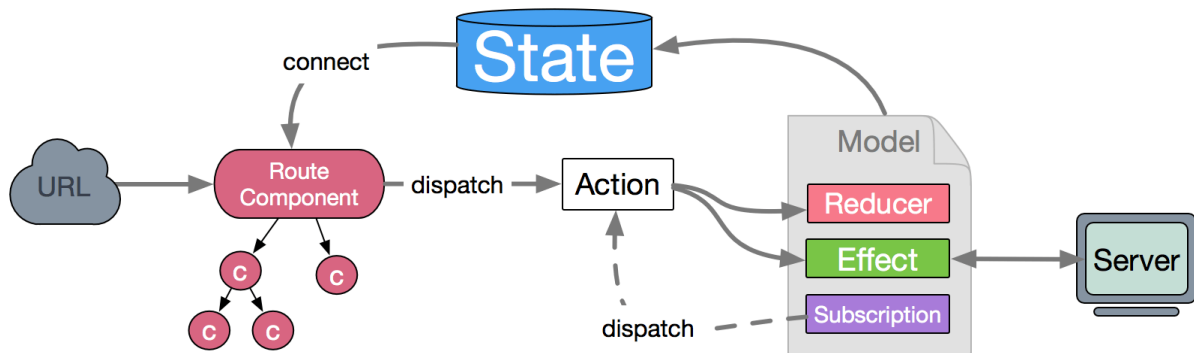 State
connect
Model
URL
Route
Component
dispatch
Action
Reducer
Effect
Server
Subscription
dispatch
C
C
C
C